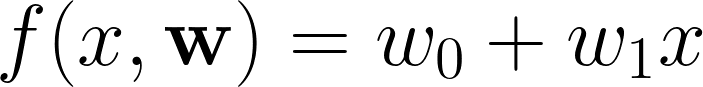 f(x, 𝐰) = w₀ + w₁x